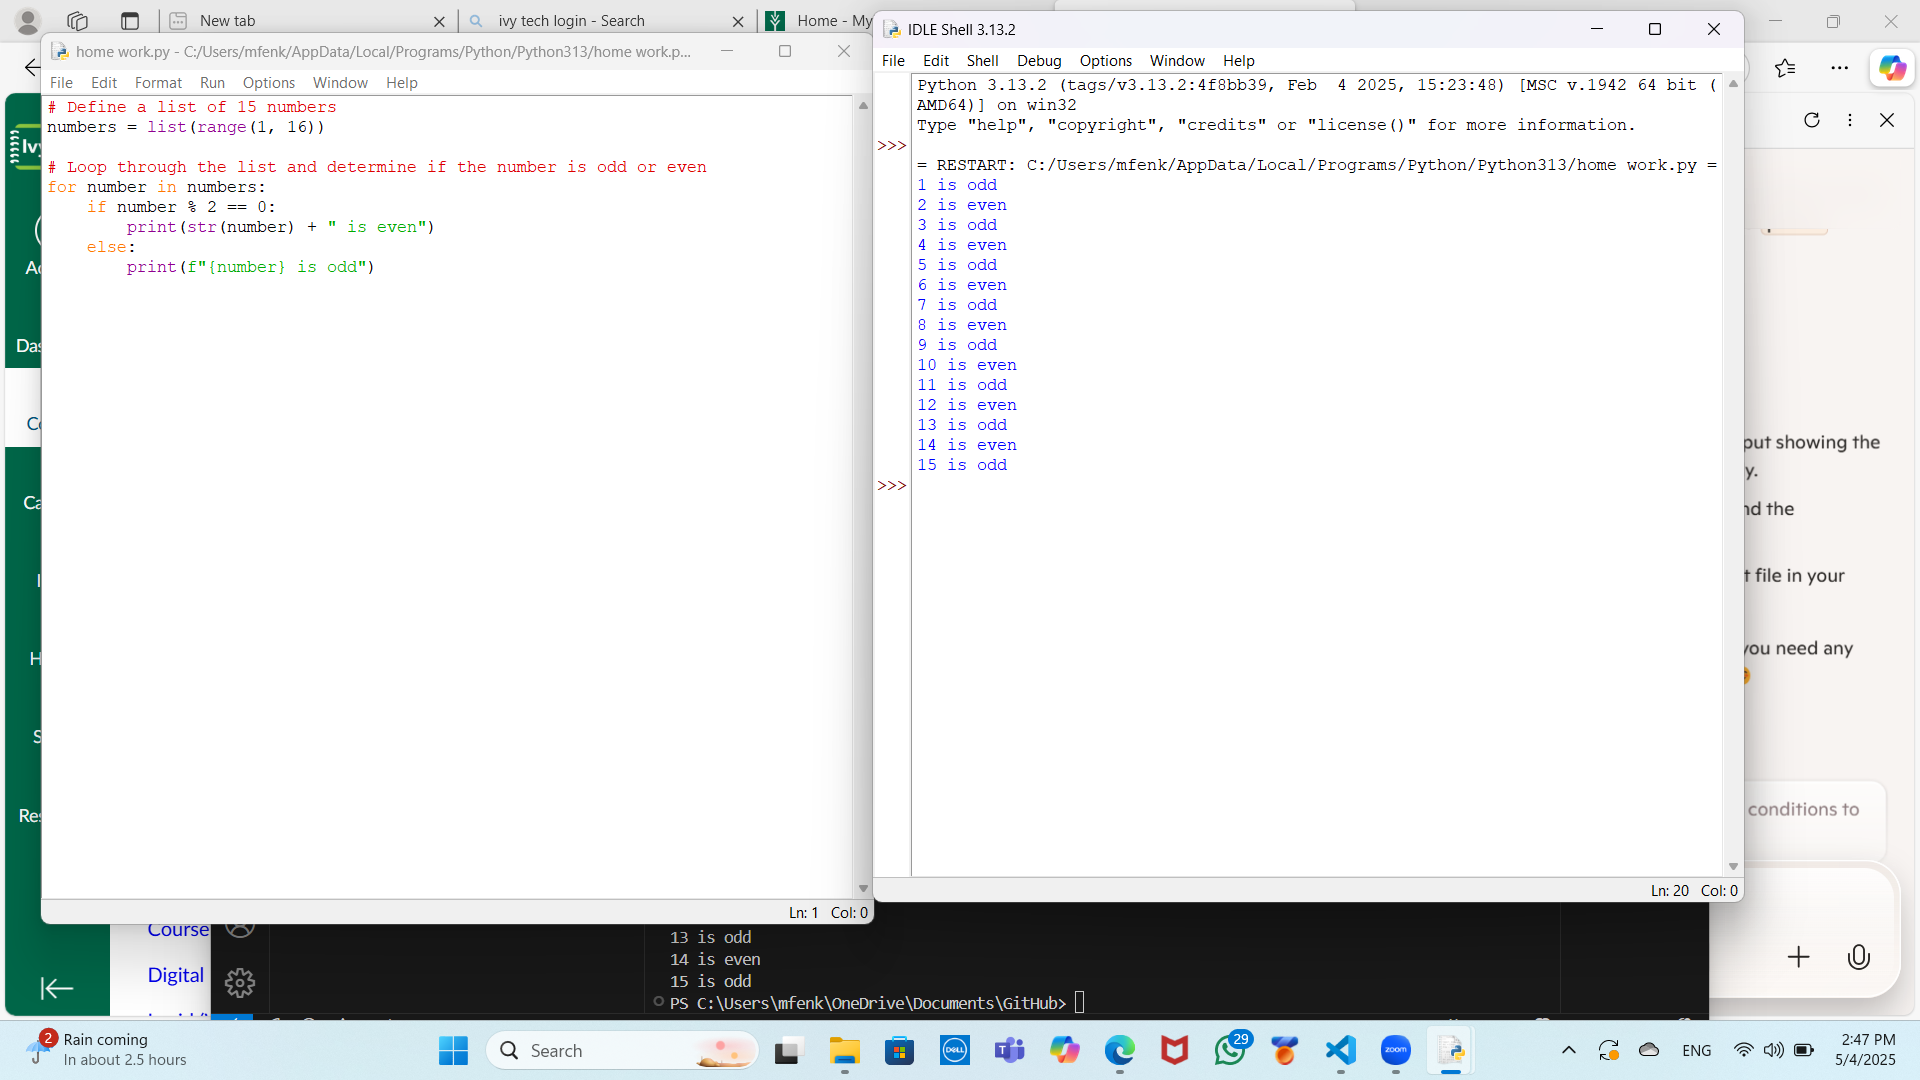 New tab
ivy tech login - Search
Home - My
home work.py - C:/Users/mfenk/AppData/Local/Programs/Python/Python313/home work.p...
File Edit Format Run Options Window Help
# Define a list of 15 numbers
numbers = list(range(1, 16))
# Loop through the list and determine if the number is odd or even
for number in numbers:
    if number % 2 == 0:
        print(str(number) + " is even")
    else:
        print(f"{number} is odd")
Ln: 1 Col: 0
IDLE Shell 3.13.2
File Edit Shell Debug Options Window Help
Python 3.13.2 (tags/v3.13.2:4f8bb39, Feb  4 2025, 15:23:48) [MSC v.1942 64 bit (
AMD64)] on win32
Type "help", "copyright", "credits" or "license()" for more information.
>>>
= RESTART: C:/Users/mfenk/AppData/Local/Programs/Python/Python313/home work.py =
1 is odd
2 is even
3 is odd
4 is even
5 is odd
6 is even
7 is odd
8 is even
9 is odd
10 is even
11 is odd
12 is even
13 is odd
14 is even
15 is odd
>>>
Ln: 20 Col: 0
Ivy
Das
Ca
Res
Course
Digital
put showing the
y.
nd the
t file in your
you need any
conditions to
13 is odd
14 is even
15 is odd
PS C:\Users\mfenk\OneDrive\Documents\GitHub>
2
Rain coming
In about 2.5 hours
Search
DELL
29
zoom
ENG
2:47 PM
5/4/2025